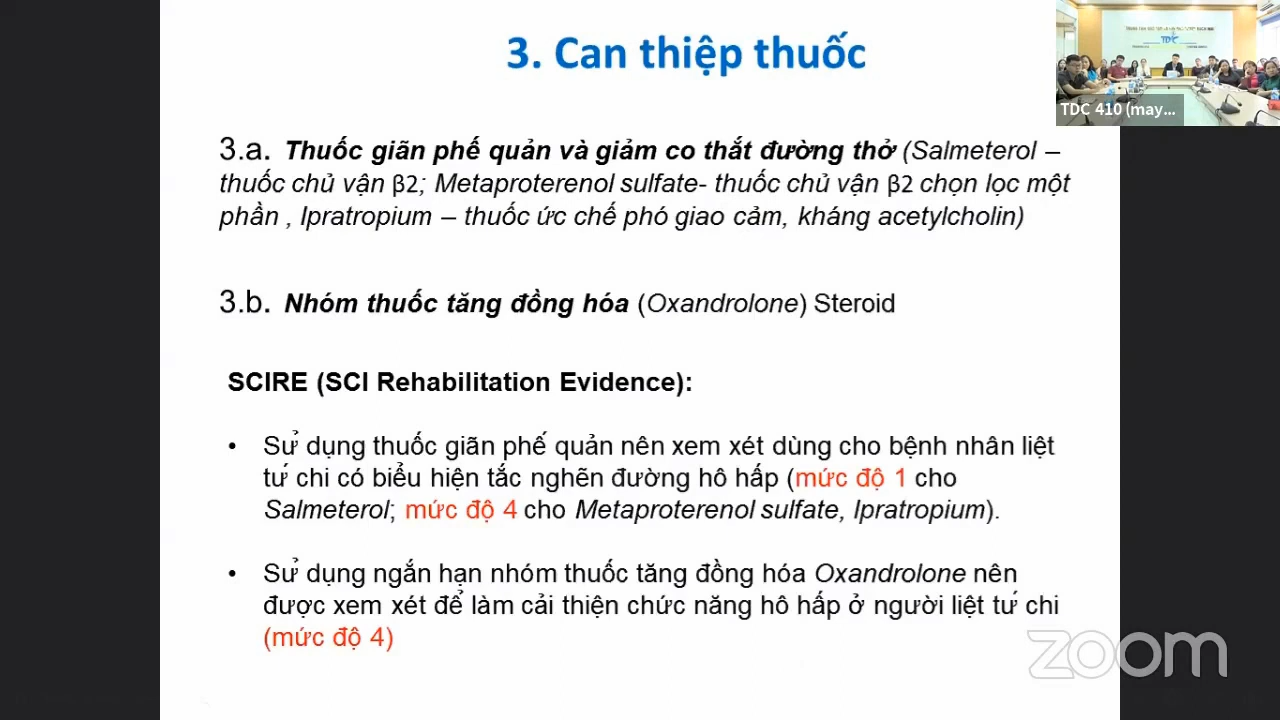 3. Can thiệp thuốc
TDC
TDC 410 (may...
3.a. Thuốc giãn phế quản và giảm co thắt đường thở (Salmeterol –
thuốc chủ vận β2; Metaproterenol sulfate- thuốc chủ vận β2 chọn lọc một
phần , Ipratropium – thuốc ức chế phó giao cảm, kháng acetylcholin)
3.b. Nhóm thuốc tăng đồng hóa (Oxandrolone) Steroid
SCIRE (SCI Rehabilitation Evidence):
• Sử dụng thuốc giãn phế quản nên xem xét dùng cho bệnh nhân liệt
tứ chi có biểu hiện tắc nghẽn đường hô hấp (mức độ 1 cho
Salmeterol; mức độ 4 cho Metaproterenol sulfate, Ipratropium).
• Sử dụng ngắn hạn nhóm thuốc tăng đồng hóa Oxandrolone nên
được xem xét để làm cải thiện chức năng hô hấp ở người liệt tứ chi
(mức độ 4)
zoom